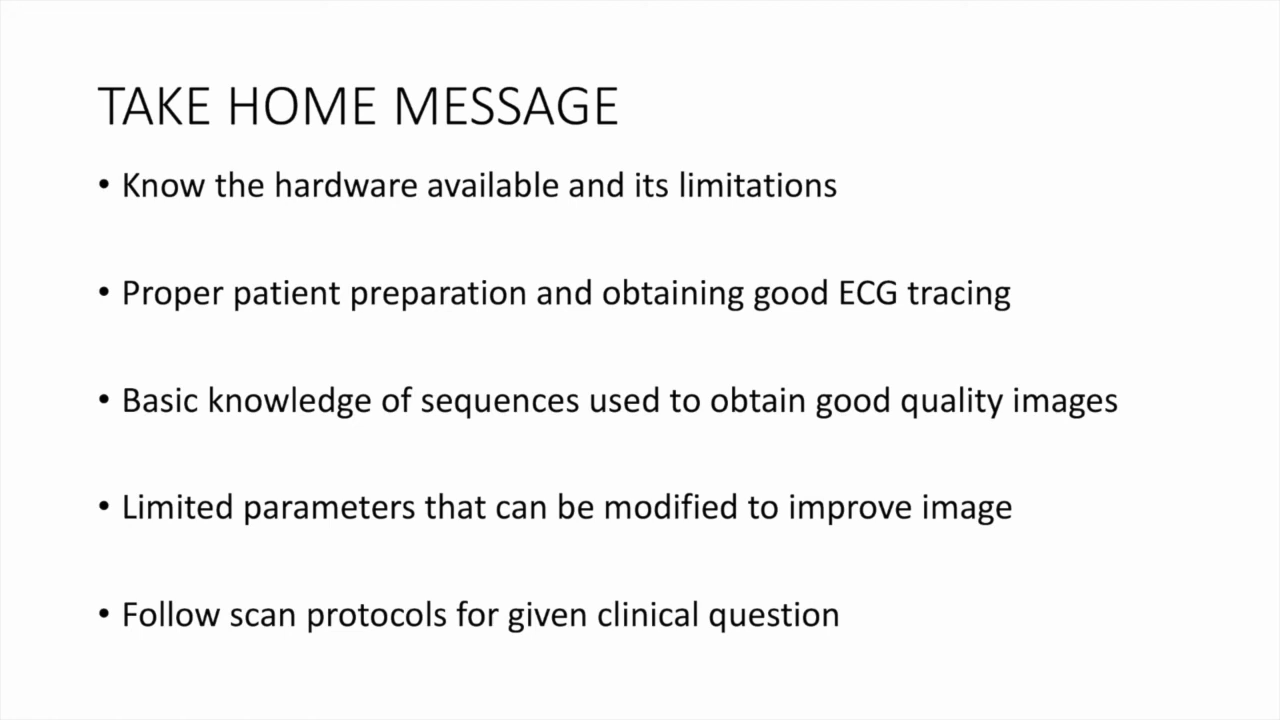 TAKE HOME MESSAGE
• Know the hardware available and its limitations
• Proper patient preparation and obtaining good ECG tracing
• Basic knowledge of sequences used to obtain good quality images
• Limited parameters that can be modified to improve image
• Follow scan protocols for given clinical question